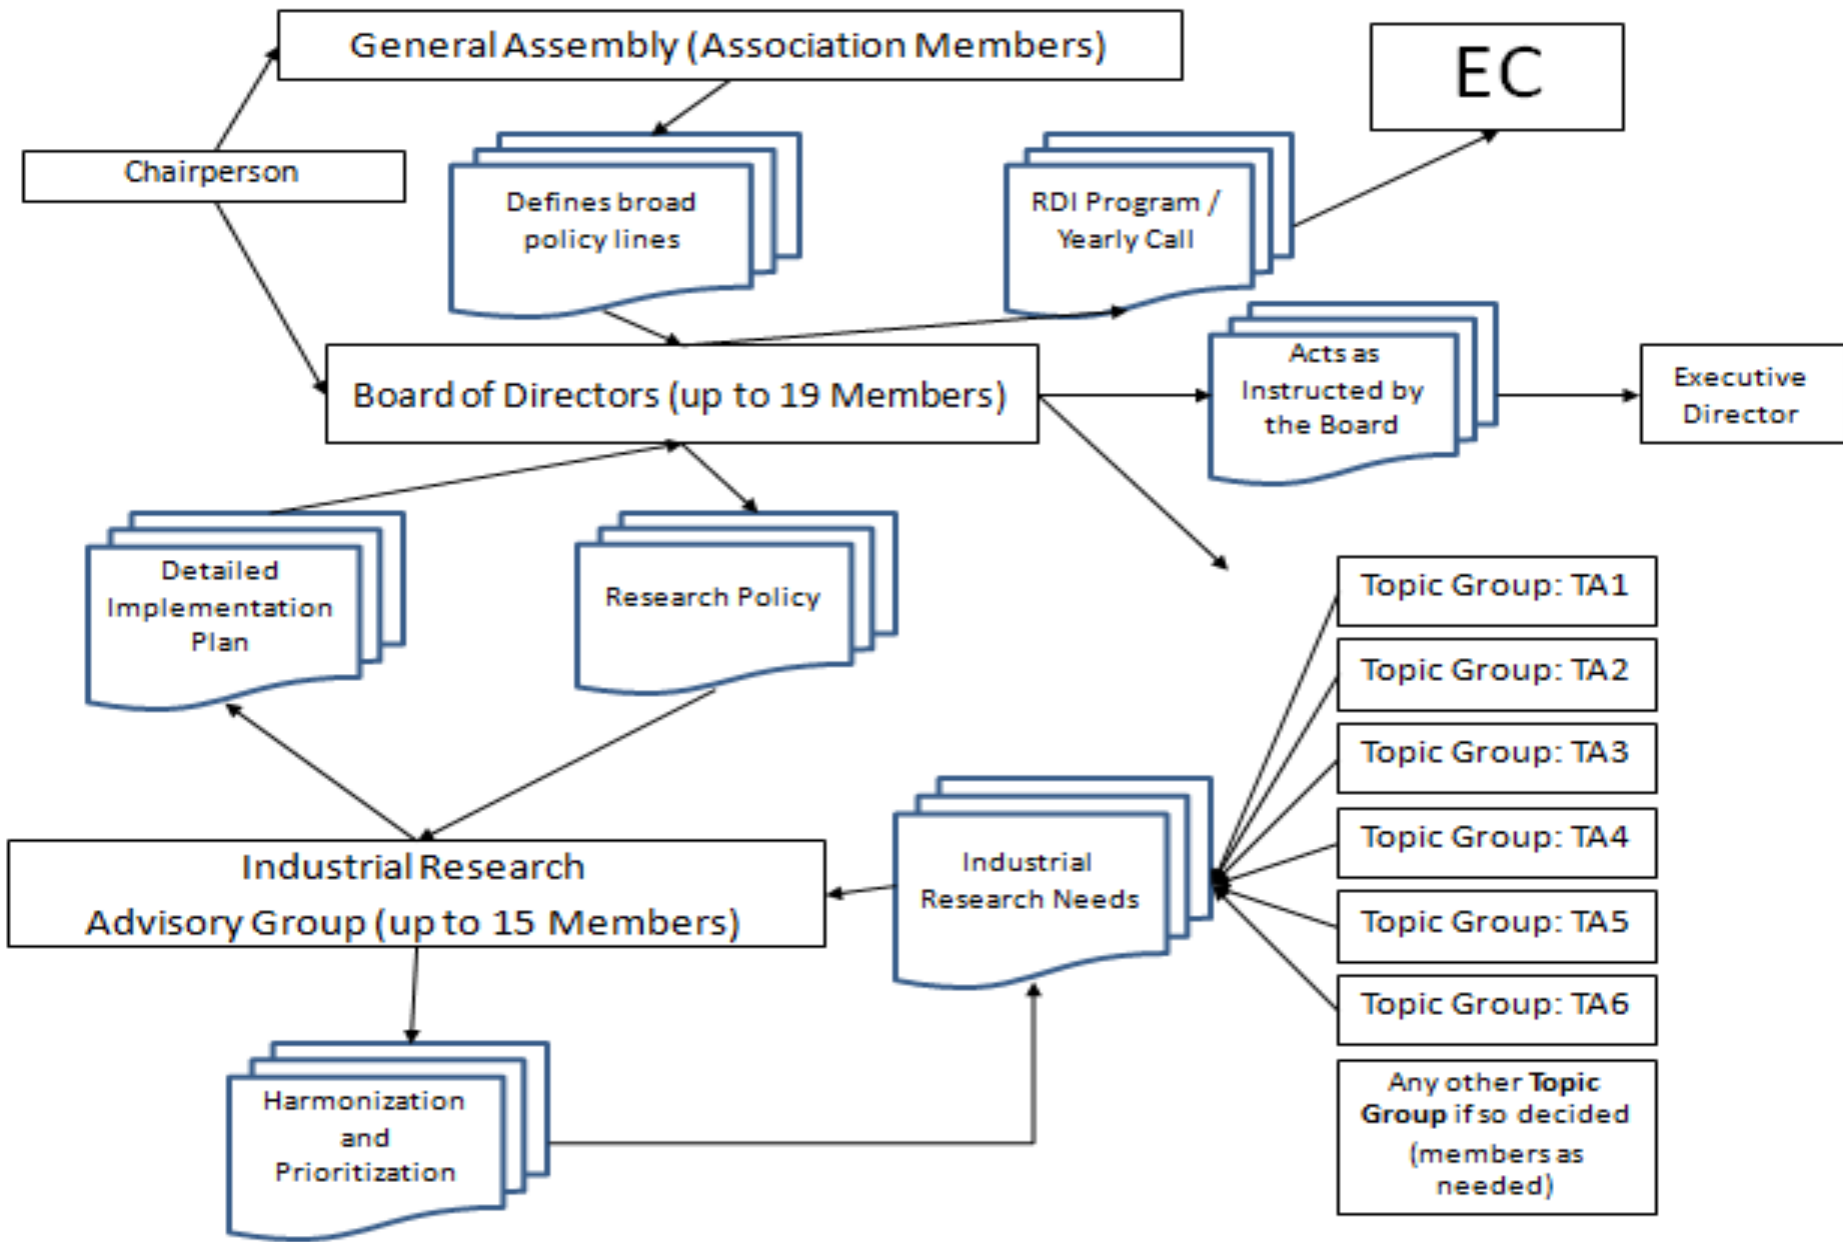 General Assembly (Association Members)
EC
Chairperson
Defines broad
policy lines
RDI Program /
Yearly Call
Board of Directors (up to 19 Members)
Acts as
Instructed by
the Board
Executive
Director
Detailed
Implementation
Plan
Research Policy
Topic Group: TA1
Topic Group: TA2
Topic Group: TA3
Topic Group: TA4
Topic Group: TA5
Topic Group: TA6
Any other Topic
Group if so decided
(members as
needed)
Industrial Research
Advisory Group (up to 15 Members)
Industrial
Research Needs
Harmonization
and
Prioritization